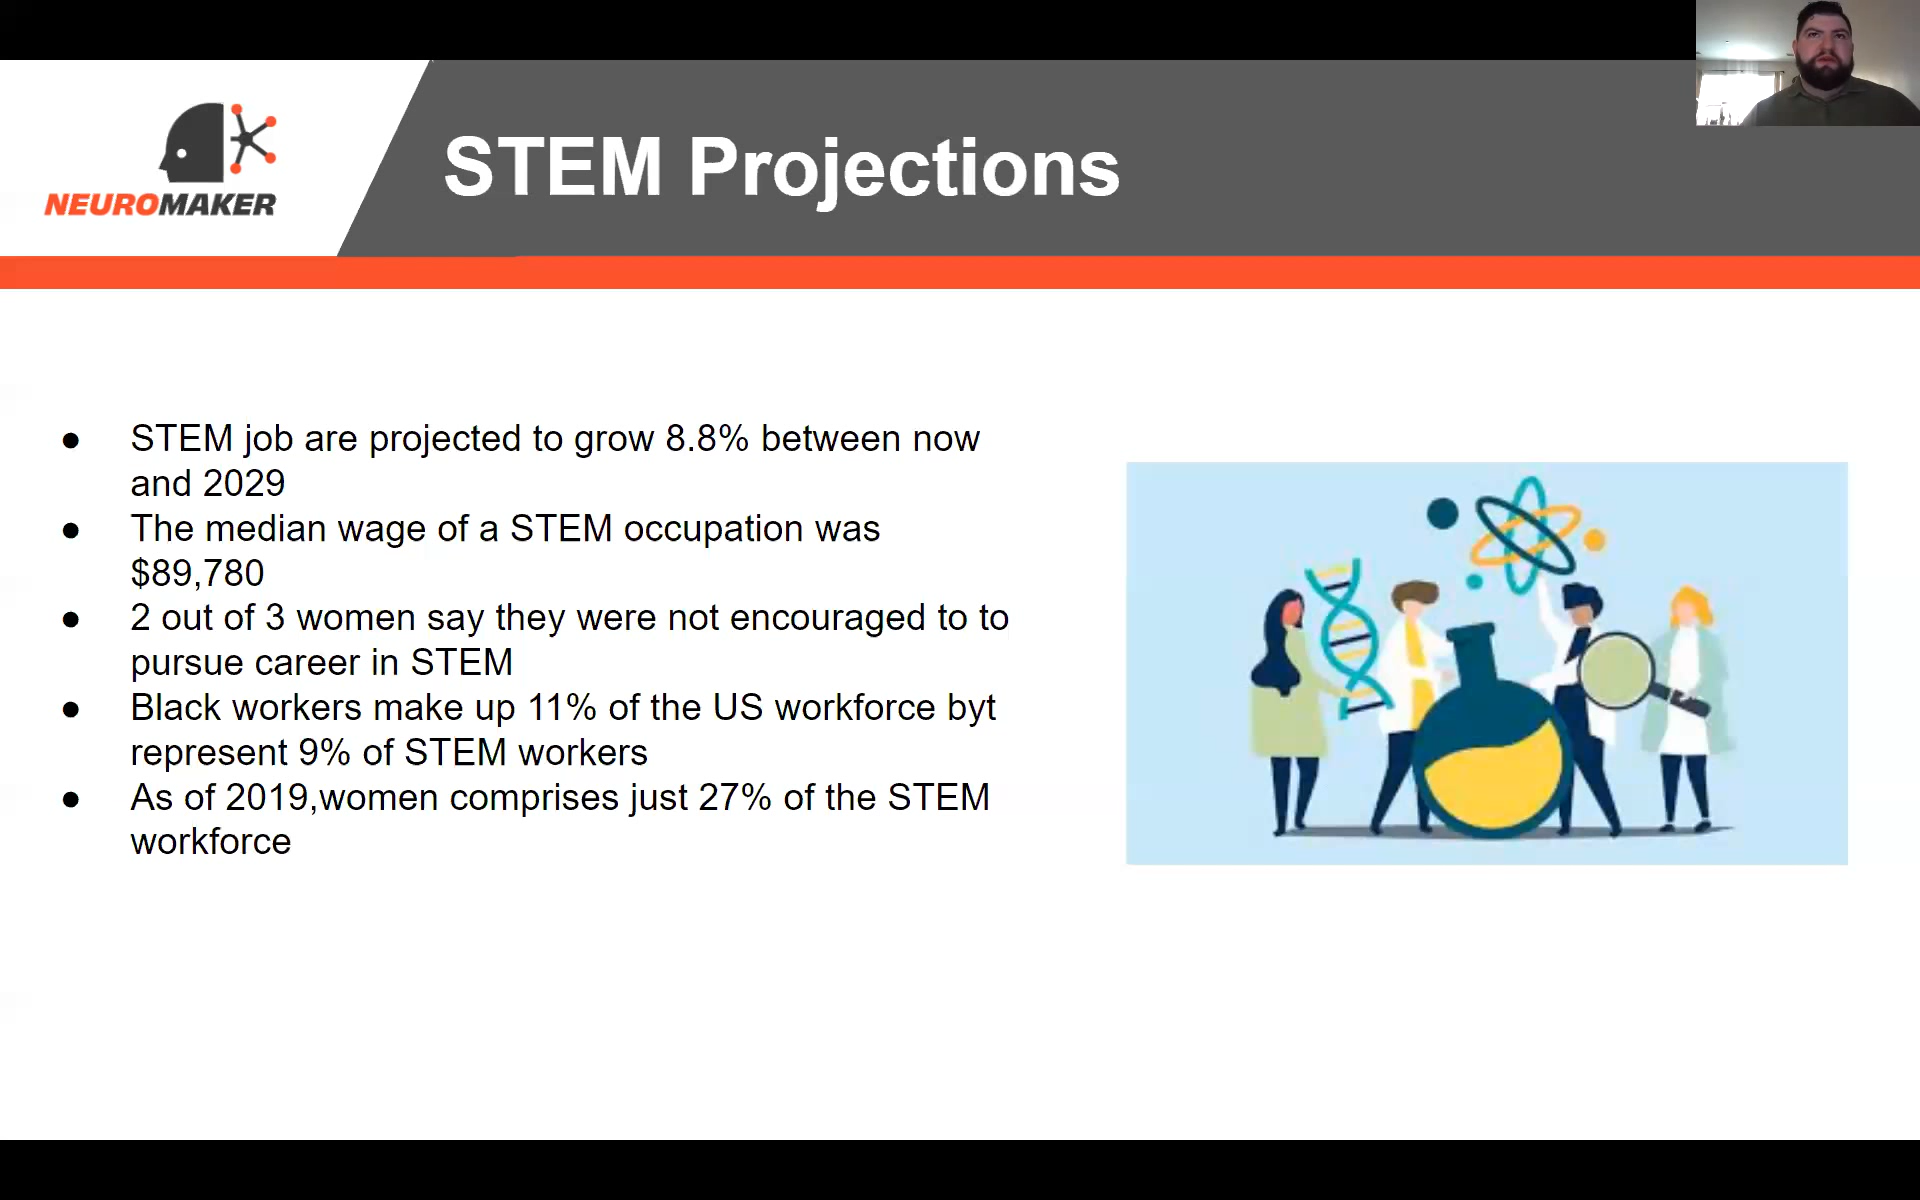 NEUROMAKER
STEM Projections
● STEM job are projected to grow 8.8% between now
and 2029
● The median wage of a STEM occupation was
$89,780
● 2 out of 3 women say they were not encouraged to to
pursue career in STEM
● Black workers make up 11% of the US workforce byt
represent 9% of STEM workers
● As of 2019,women comprises just 27% of the STEM
workforce